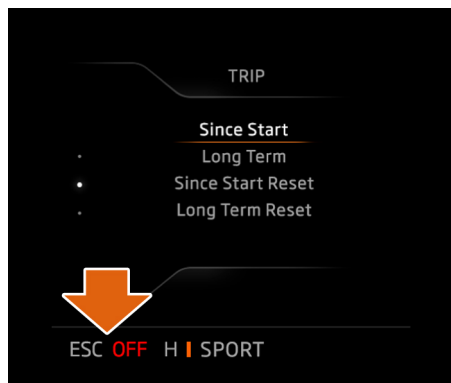 TRIP
Since Start
Long Term
Since Start Reset
Long Term Reset
ESC OFF H SPORT